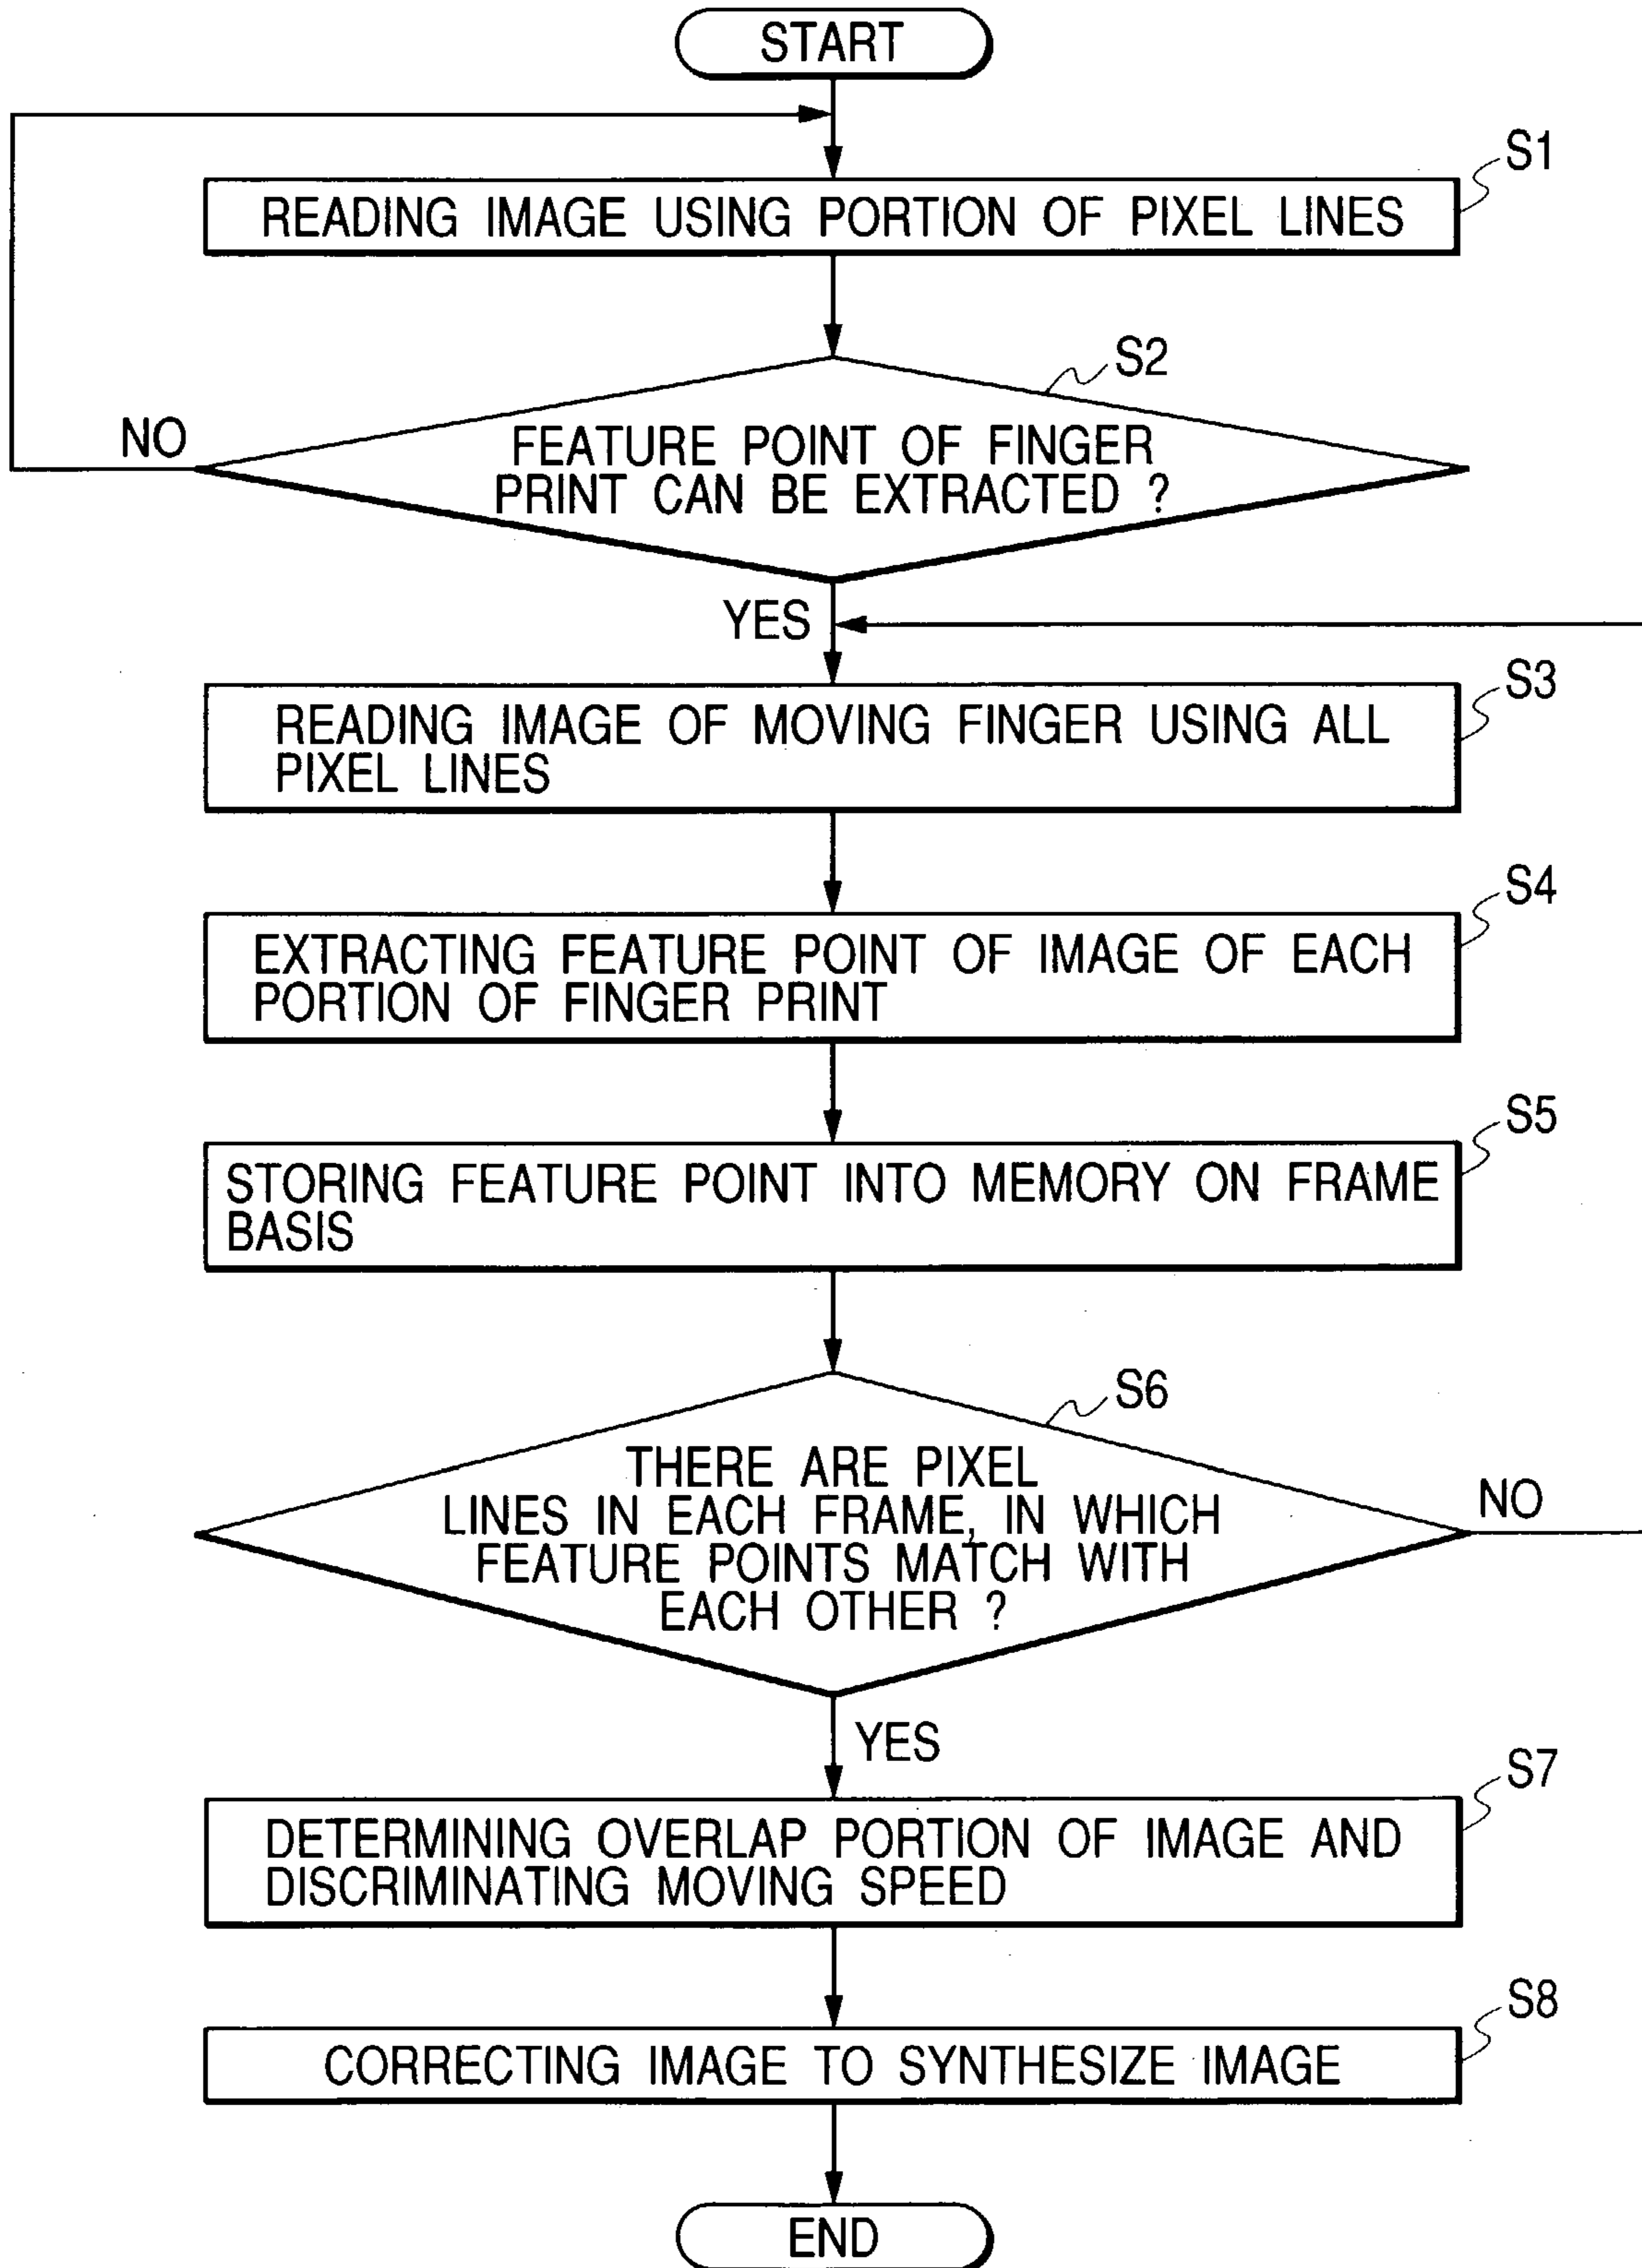 START
S1
READING IMAGE USING PORTION OF PIXEL LINES
S2
NO
FEATURE POINT OF FINGER
PRINT CAN BE EXTRACTED ?
YES
S3
READING IMAGE OF MOVING FINGER USING ALL
PIXEL LINES
S4
EXTRACTING FEATURE POINT OF IMAGE OF EACH
PORTION OF FINGER PRINT
S5
STORING FEATURE POINT INTO MEMORY ON FRAME
BASIS
S6
THERE ARE PIXEL
LINES IN EACH FRAME, IN WHICH
FEATURE POINTS MATCH WITH
EACH OTHER ?
NO
YES
S7
DETERMINING OVERLAP PORTION OF IMAGE AND
DISCRIMINATING MOVING SPEED
S8
CORRECTING IMAGE TO SYNTHESIZE IMAGE
END